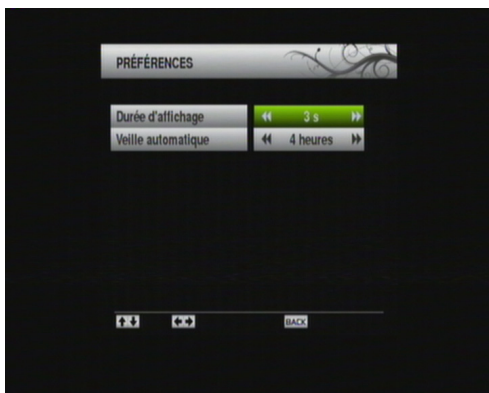 PRÉFÉRENCES
Durée d'affichage 3 s
Veille automatique 4 heures
BACK